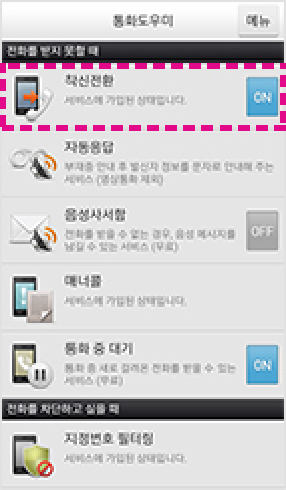 통화도우미
메뉴
전화를 받지 못할 때
착신전환
서비스에 가입된 상태입니다.
ON
자동응답
부재중 안내 후 발신자 정보를 문자로 안내해 주는
서비스 (영상통화 제외)
음성사서함
전화를 받을 수 없는 경우, 음성 메시지를
남길 수 있는 서비스 (무료)
OFF
매너콜
서비스에 가입된 상태입니다.
통화 중 대기
통화 중 새로 걸려온 전화를 받을 수 있는
서비스 (무료)
ON
전화를 차단하고 싶을 때
지정번호 필터링
서비스에 가입된 상태입니다.